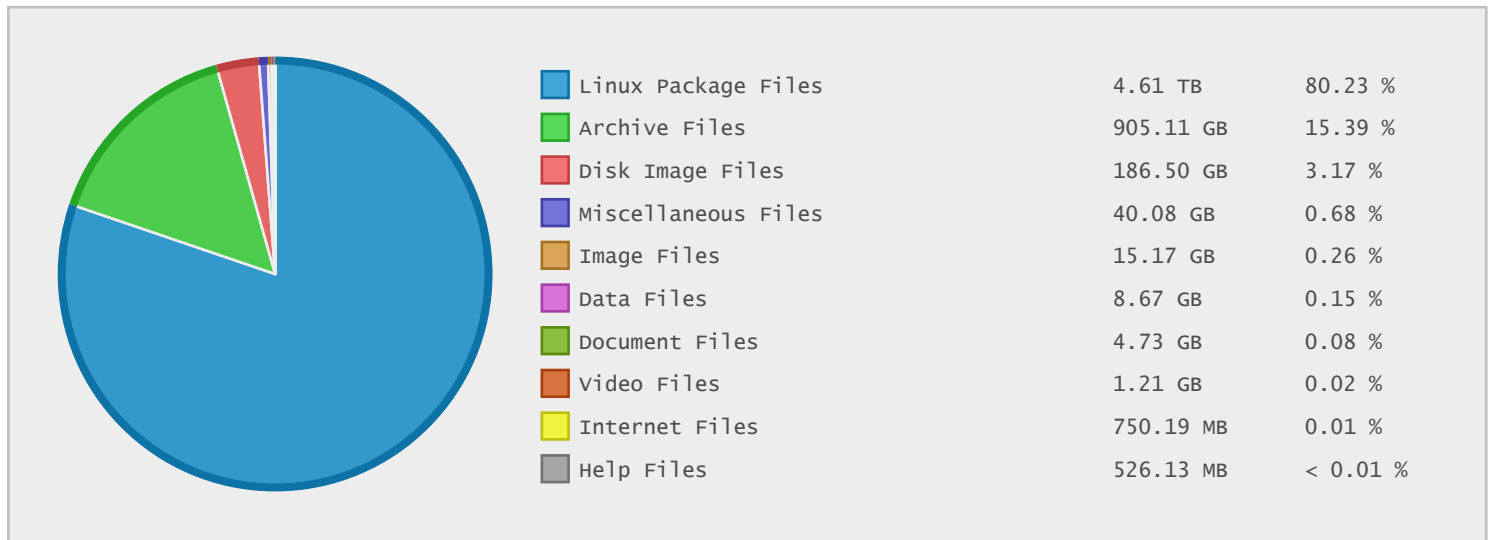 Linux Package Files 4.61 TB 80.23 %
Archive Files 905.11 GB 15.39 %
Disk Image Files 186.50 GB 3.17 %
Miscellaneous Files 40.08 GB 0.68 %
Image Files 15.17 GB 0.26 %
Data Files 8.67 GB 0.15 %
Document Files 4.73 GB 0.08 %
Video Files 1.21 GB 0.02 %
Internet Files 750.19 MB 0.01 %
Help Files 526.13 MB < 0.01 %